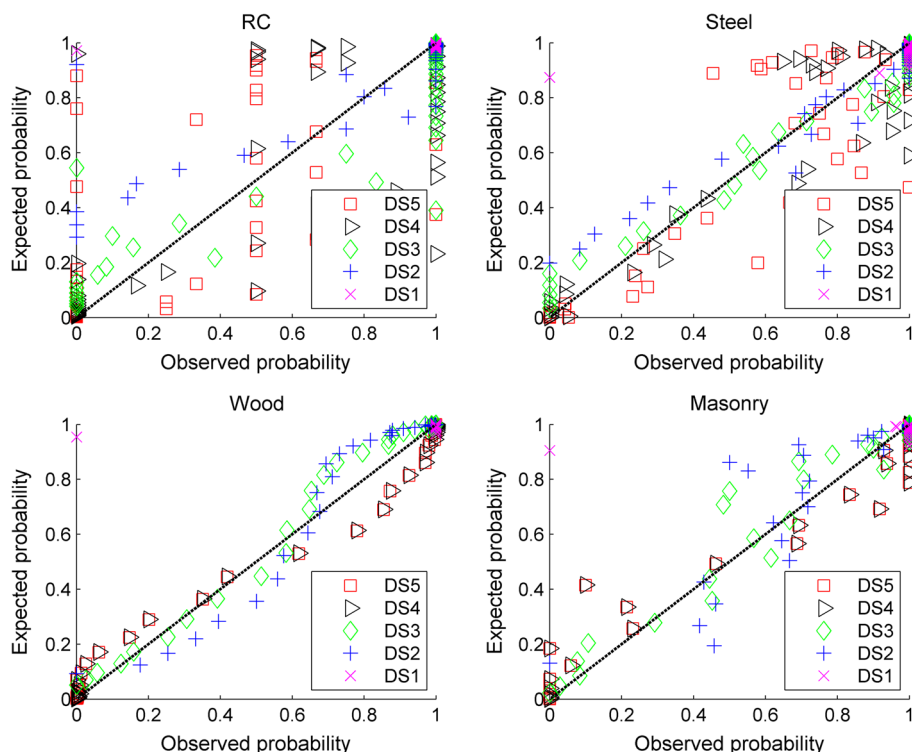 RC
Expected probability
1
0.8
0.6
0.4
0.2
0
0 0.2 0.4 0.6 0.8 1
Observed probability
DS5
DS4
DS3
DS2
DS1
Steel
Expected probability
1
0.8
0.6
0.4
0.2
0
0 0.2 0.4 0.6 0.8 1
Observed probability
DS5
DS4
DS3
DS2
DS1
Wood
Expected probability
1
0.8
0.6
0.4
0.2
0
0 0.2 0.4 0.6 0.8 1
Observed probability
DS5
DS4
DS3
DS2
DS1
Masonry
Expected probability
1
0.8
0.6
0.4
0.2
0
0 0.2 0.4 0.6 0.8 1
Observed probability
DS5
DS4
DS3
DS2
DS1